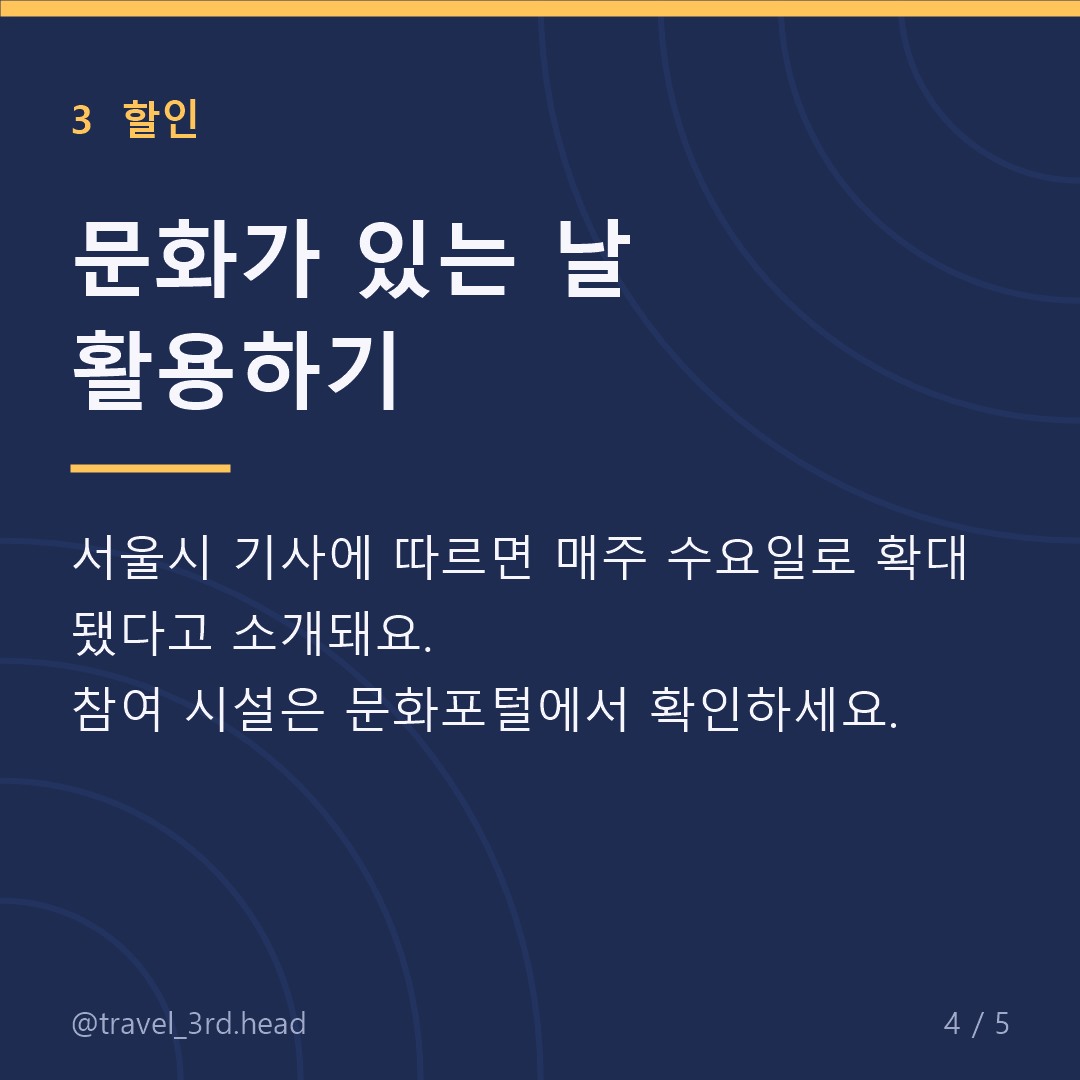 3 할인
문화가 있는 날
활용하기
서울시 기사에 따르면 매주 수요일로 확대
됐다고 소개돼요.
참여 시설은 문화포털에서 확인하세요.
@travel_3rd.head
4 / 5